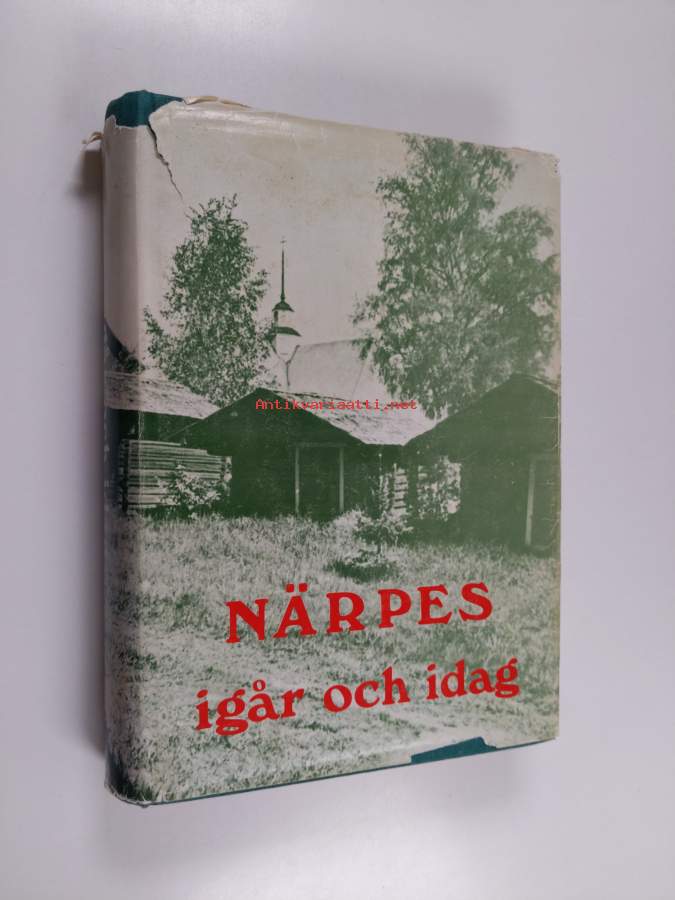 Antikvariaatti.net
NÄRPES
igår och idag